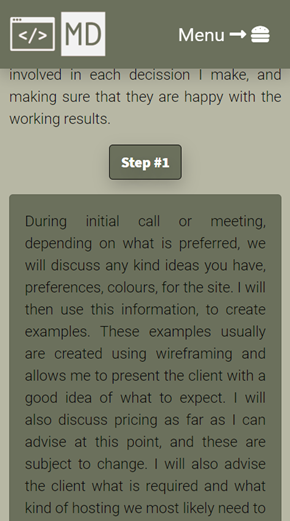 </> MD Menu
involved in each decission I make, and
making sure that they are happy with the
working results.
Step #1
During initial call or meeting,
depending on what is preferred, we
will discuss any kind ideas you have,
preferences, colours, for the site. I will
then use this information, to create
examples. These examples usually
are created using wireframing and
allows me to present the client with a
good idea of what to expect. I will
also discuss pricing as far as I can
advise at this point, and these are
subject to change. I will also advise
the client what is required and what
kind of hosting we most likely need to